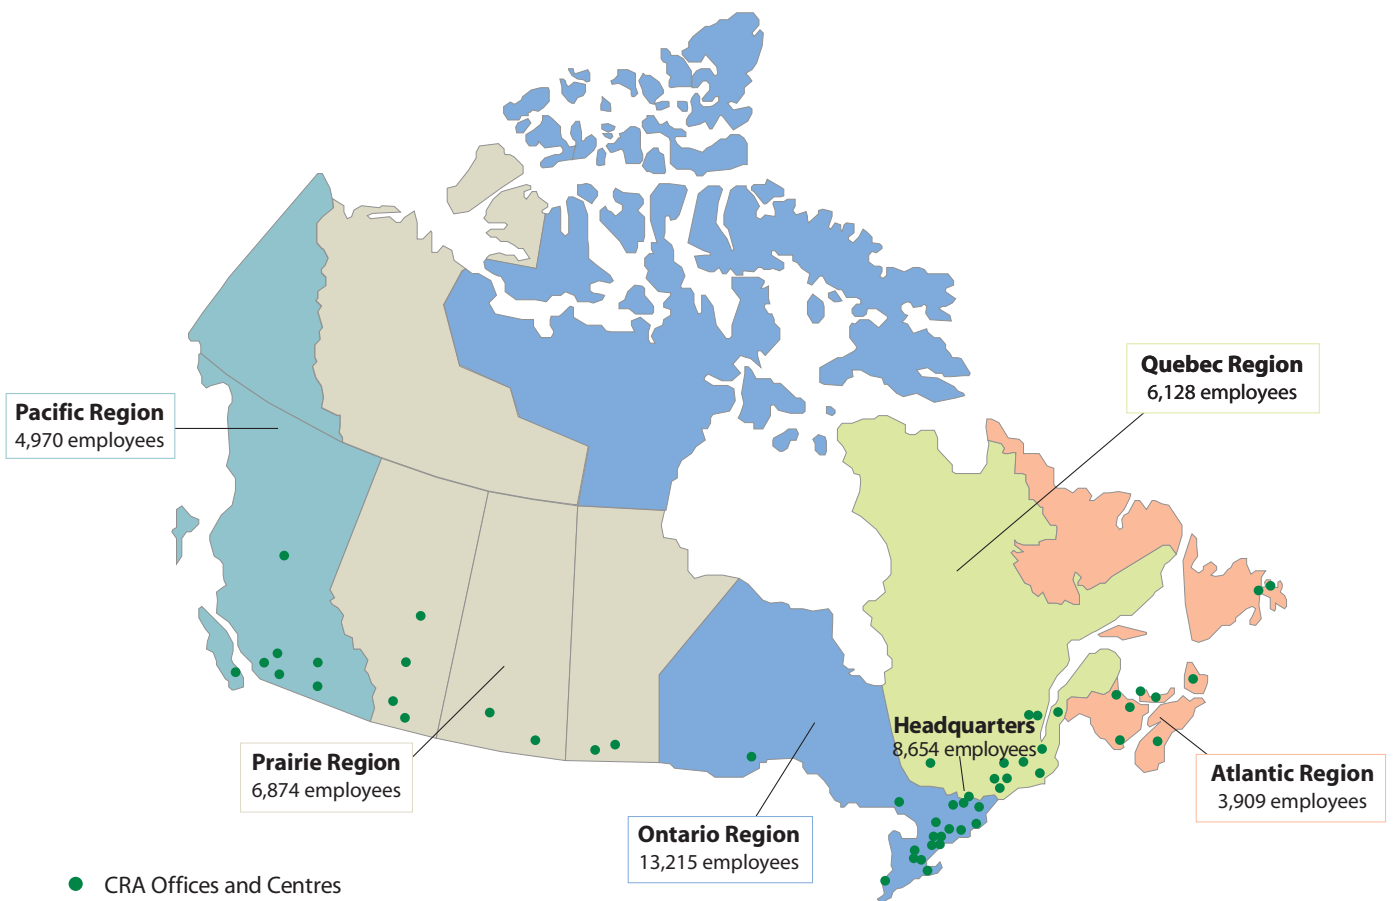 Quebec Region
6,128 employees
Pacific Region
4,970 employees
Headquarters
8,654 employees
Prairie Region
6,874 employees
Atlantic Region
3,909 employees
Ontario Region
13,215 employees
CRA Offices and Centres